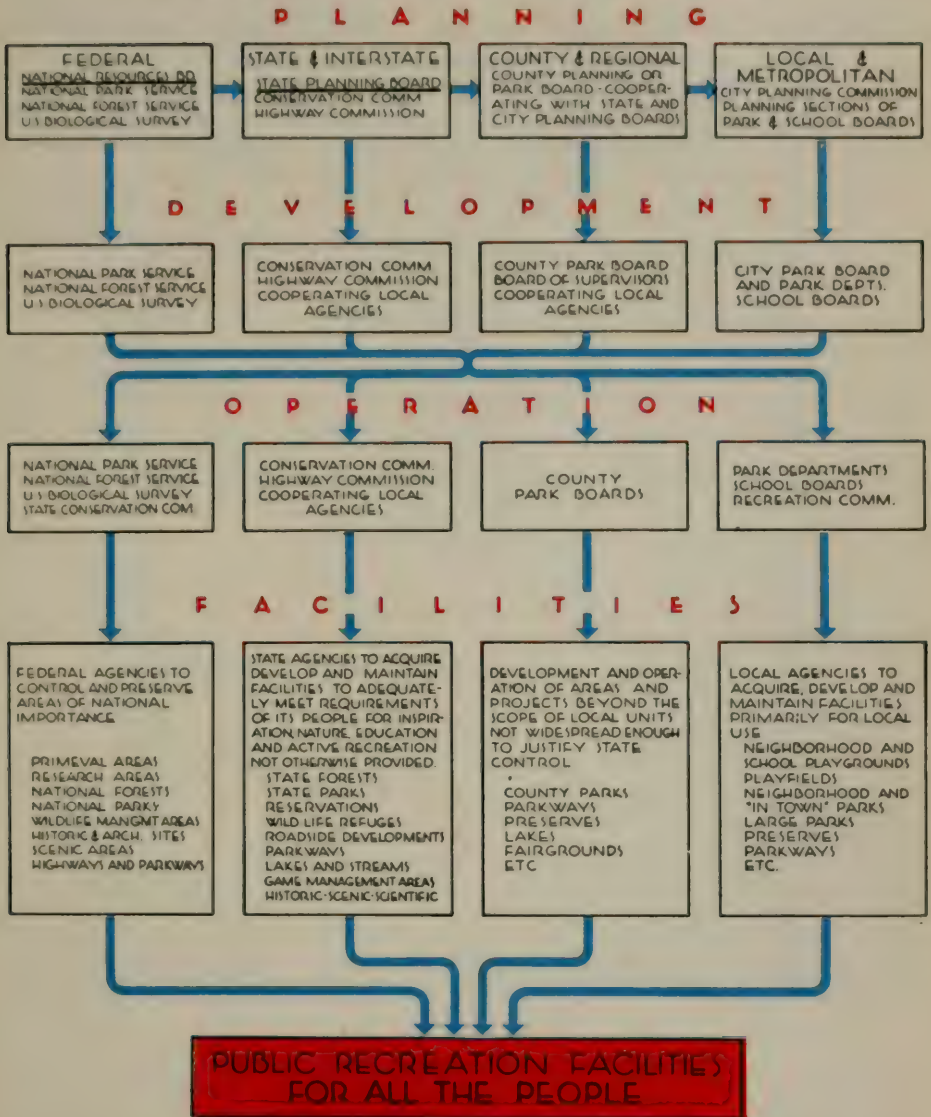 PLANNING
FEDERAL
NATIONAL RESOURCES BD
NATIONAL PARK SERVICE
NATIONAL FOREST SERVICE
U S BIOLOGICAL SURVEY
STATE & INTERSTATE
STATE PLANNING BOARD
CONSERVATION COMM
HIGHWAY COMMISSION
COUNTY & REGIONAL
COUNTY PLANNING OR
PARK BOARD - COOPER-
ATING WITH STATE AND
CITY PLANNING BOARDS
LOCAL &
METROPOLITAN
CITY PLANNING COMMISSION
PLANNING SECTIONS OF
PARK & SCHOOL BOARDS
DEVELOPMENT
NATIONAL PARK SERVICE
NATIONAL FOREST SERVICE
U S BIOLOGICAL SURVEY
CONSERVATION COMM
HIGHWAY COMMISSION
COOPERATING LOCAL
AGENCIES
COUNTY PARK BOARD
BOARD OF SUPERVISORS
COOPERATING LOCAL
AGENCIES
CITY PARK BOARD
AND PARK DEPTS.
SCHOOL BOARDS
OPERATION
NATIONAL PARK SERVICE
NATIONAL FOREST SERVICE
U S BIOLOGICAL SURVEY
STATE CONSERVATION COM
CONSERVATION COMM.
HIGHWAY COMMISSION
COOPERATING LOCAL
AGENCIES
COUNTY
PARK BOARDS
PARK DEPARTMENTS
SCHOOL BOARDS
RECREATION COMM.
FACILITIES
FEDERAL AGENCIES TO
CONTROL AND PRESERVE
AREAS OF NATIONAL
IMPORTANCE
PRIMEVAL AREAS
RESEARCH AREAS
NATIONAL FORESTS
NATIONAL PARKS
WILDLIFE MANGMT AREAS
HISTORIC & ARCH. SITES
SCENIC AREAS
HIGHWAYS AND PARKWAYS
STATE AGENCIES TO ACQUIRE
DEVELOP AND MAINTAIN
FACILITIES TO ADEQUATE-
LY MEET REQUIREMENTS
OF ITS PEOPLE FOR INSPIR-
ATION, NATURE EDUCATION
AND ACTIVE RECREATION
NOT OTHERWISE PROVIDED.
STATE FORESTS
STATE PARKS
RESERVATIONS
WILD LIFE REFUGES
ROADSIDE DEVELOPMENTS
PARKWAYS
LAKES AND STREAMS
GAME MANAGEMENT AREAS
HISTORIC-SCENIC-SCIENTIFIC
DEVELOPMENT AND OPER-
ATION OF AREAS AND
PROJECTS BEYOND THE
SCOPE OF LOCAL UNITS
NOT WIDESPREAD ENOUGH
TO JUSTIFY STATE
CONTROL
COUNTY PARKS
PARKWAYS
PRESERVES
LAKES
FAIRGROUNDS
ETC
LOCAL AGENCIES TO
ACQUIRE, DEVELOP AND
MAINTAIN FACILITIES
PRIMARILY FOR LOCAL
USE
NEIGHBORHOOD AND
SCHOOL PLAYGROUNDS
PLAYFIELDS
NEIGHBORHOOD AND
"IN TOWN" PARKS
LARGE PARKS
PRESERVES
PARKWAYS
ETC.
PUBLIC RECREATION FACILITIES
FOR ALL THE PEOPLE